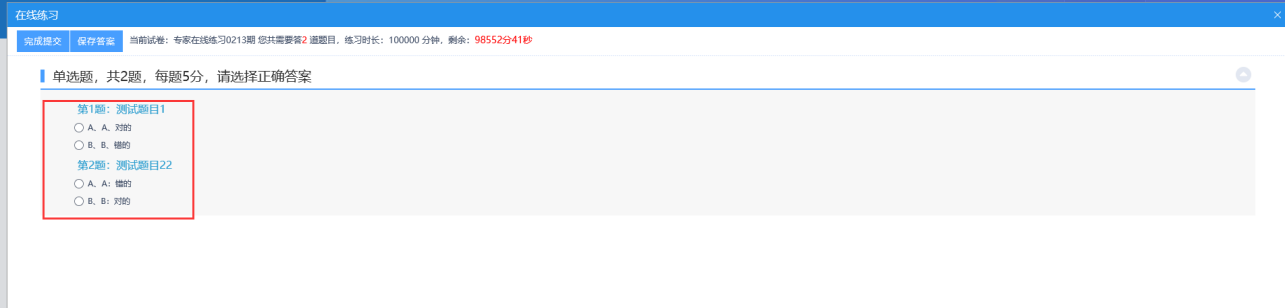 在线练习
完成提交 保存答案 当前试卷：专家在线练习0213期 您共需要答2 道题目，练习时长：100000 分钟，剩余：98552分41秒
单选题，共2题，每题5分，请选择正确答案
第1题：测试题目1
A、A、对的
B、B、错的
第2题：测试题目22
A、A：错的
B、B：对的